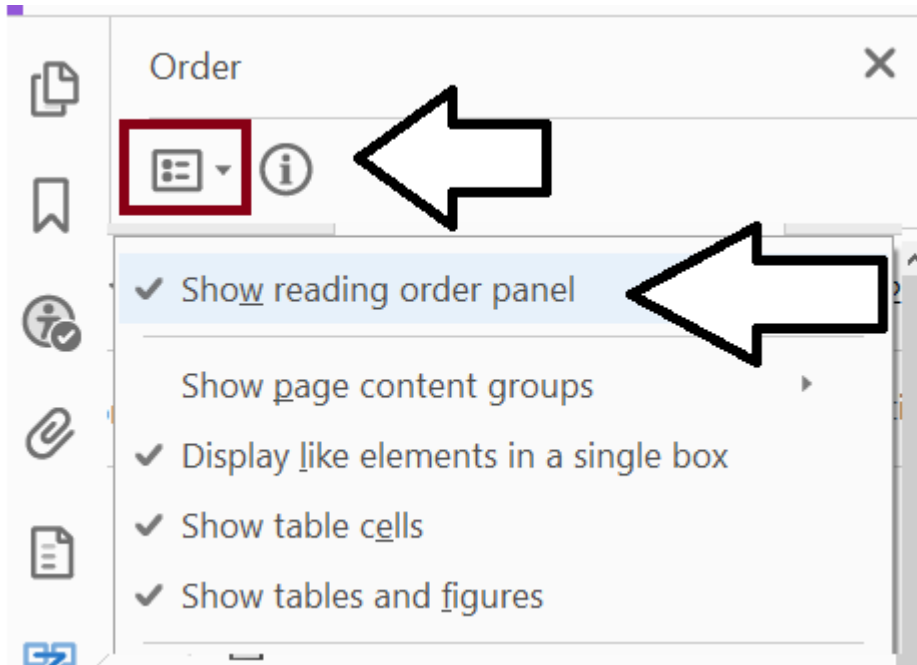 Order
Show reading order panel
2
Show page content groups
Display like elements in a single box
Show table cells
Show tables and figures